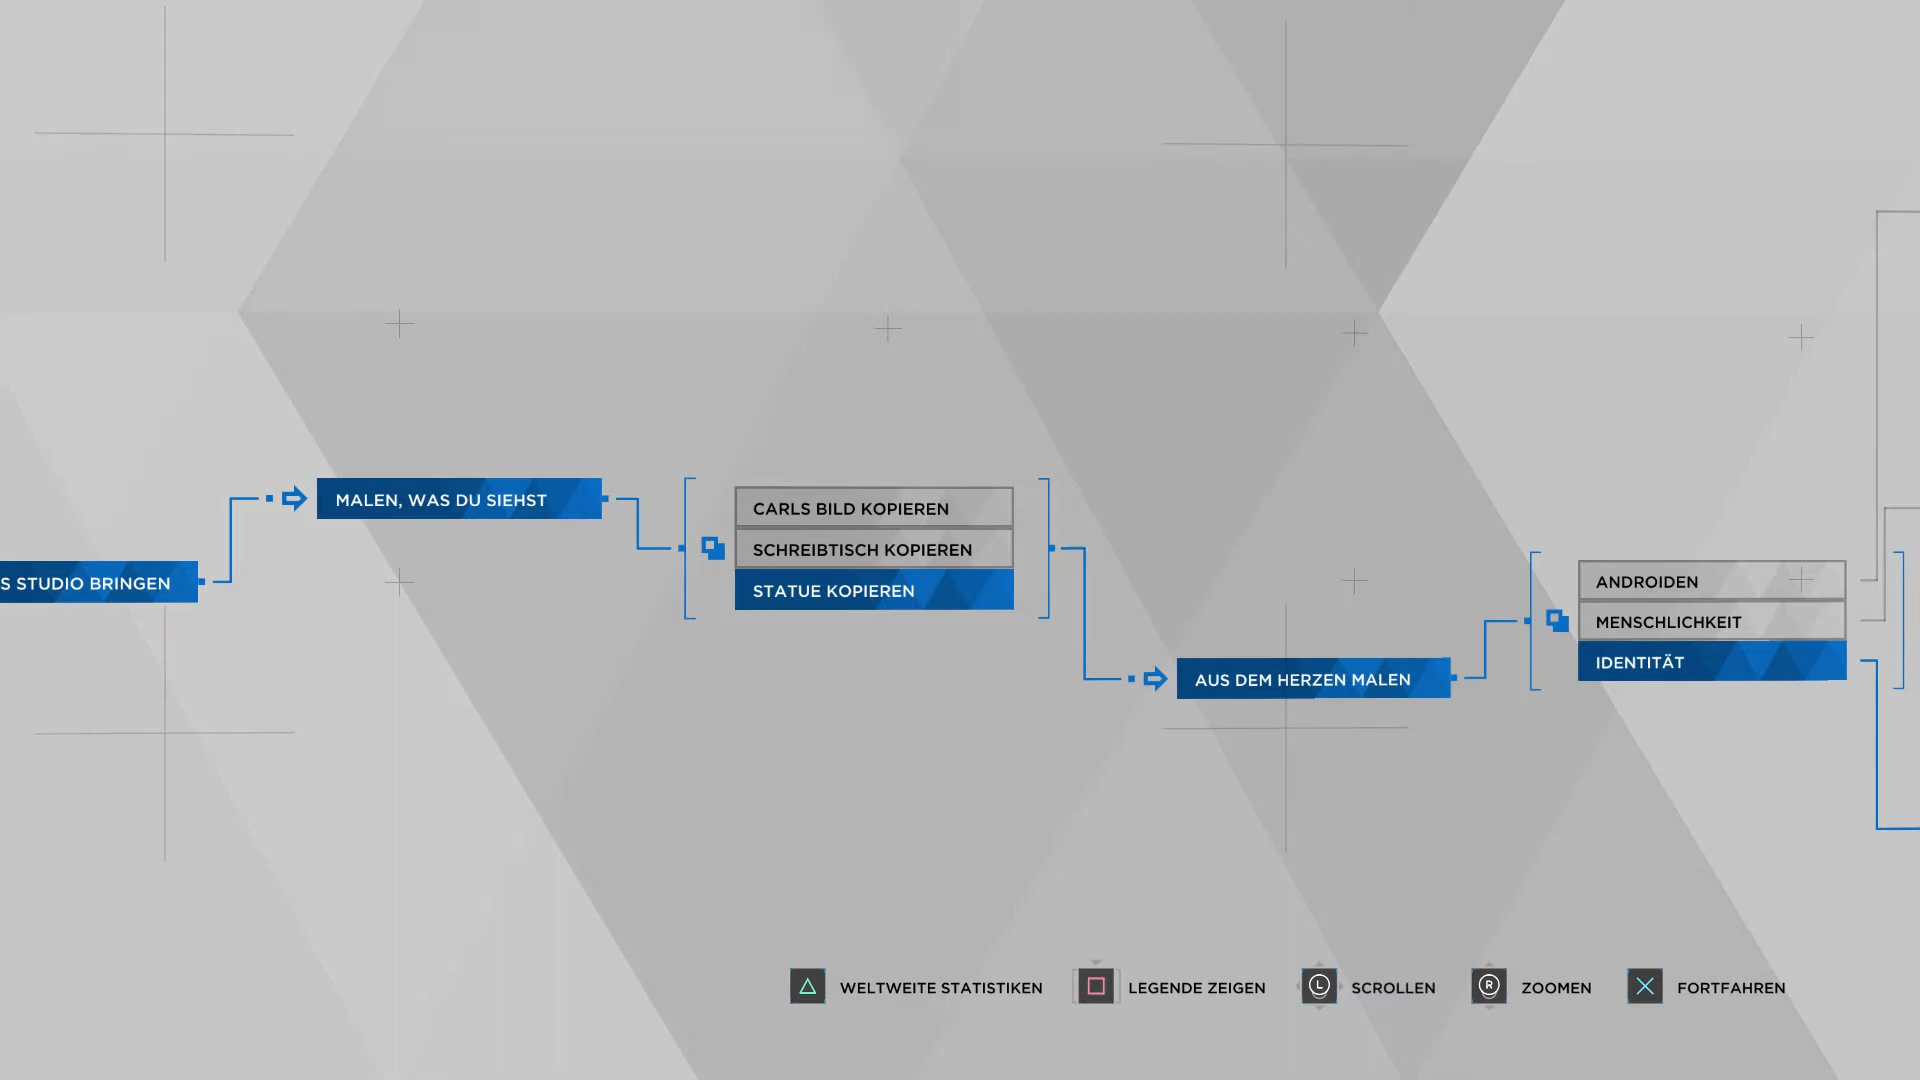 S STUDIO BRINGEN
MALEN, WAS DU SIEHST
CARLS BILD KOPIEREN
SCHREIBTISCH KOPIEREN
STATUE KOPIEREN
AUS DEM HERZEN MALEN
ANDROIDEN
MENSCHLICHKEIT
IDENTITÄT
WELTWEITE STATISTIKEN
LEGENDE ZEIGEN
L SCROLLEN
R ZOOMEN
FORTFAHREN